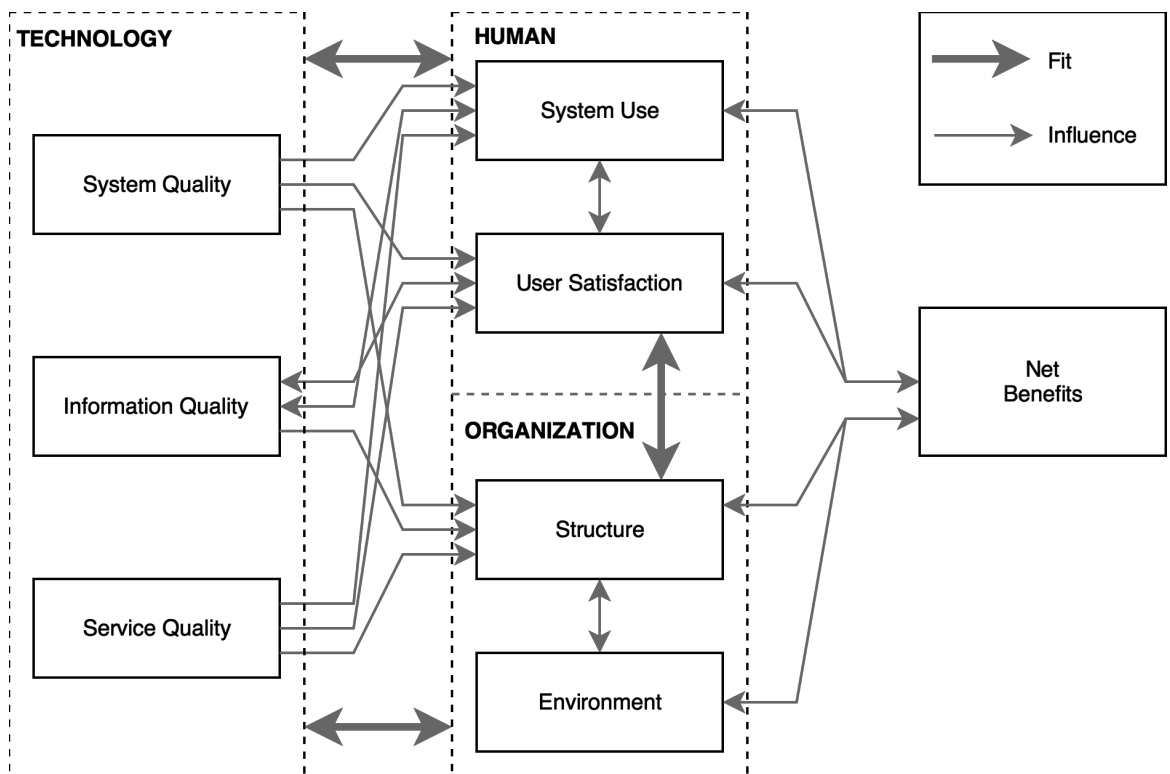 TECHNOLOGY
HUMAN
System Use
Fit
Influence
System Quality
User Satisfaction
Information Quality
Net
Benefits
ORGANIZATION
Structure
Service Quality
Environment